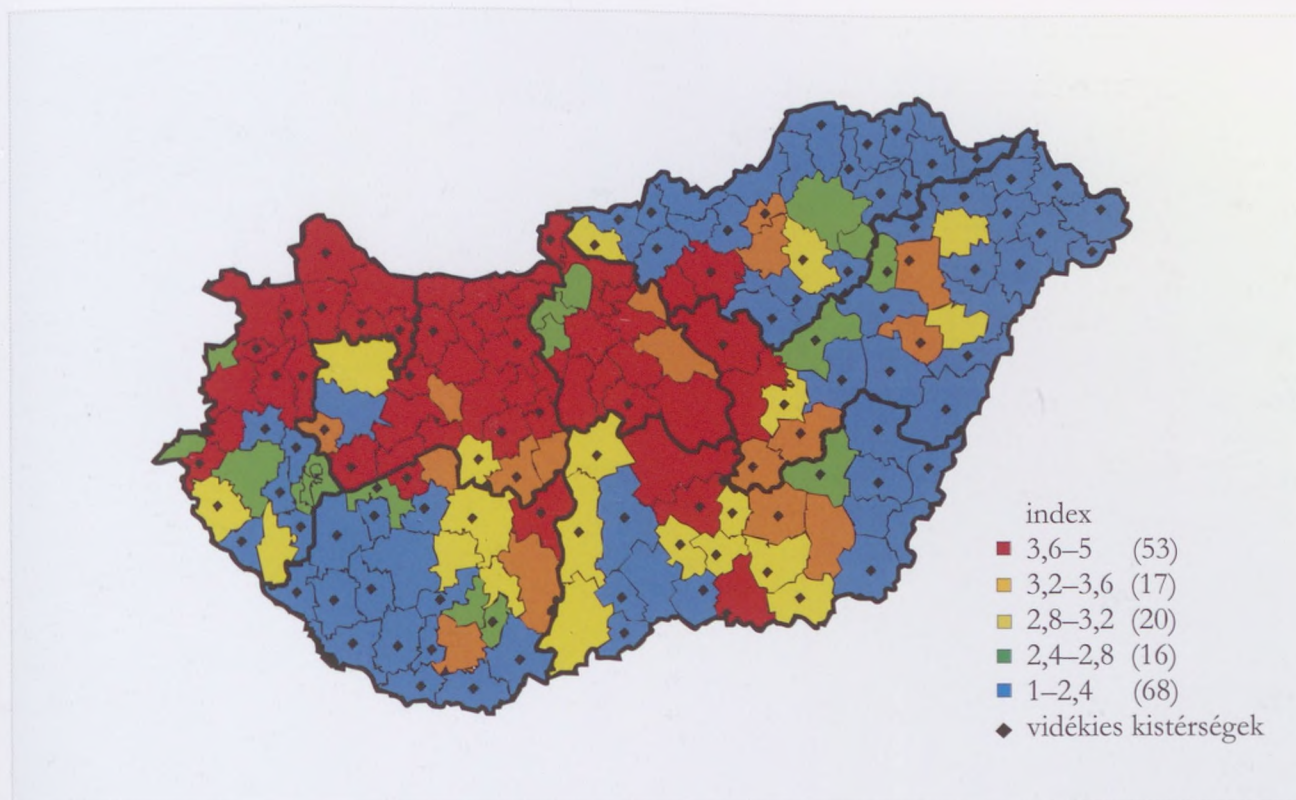 index
3,6–5 (53)
3,2–3,6 (17)
2,8–3,2 (20)
2,4–2,8 (16)
1–2,4 (68)
vidékies kistérségek